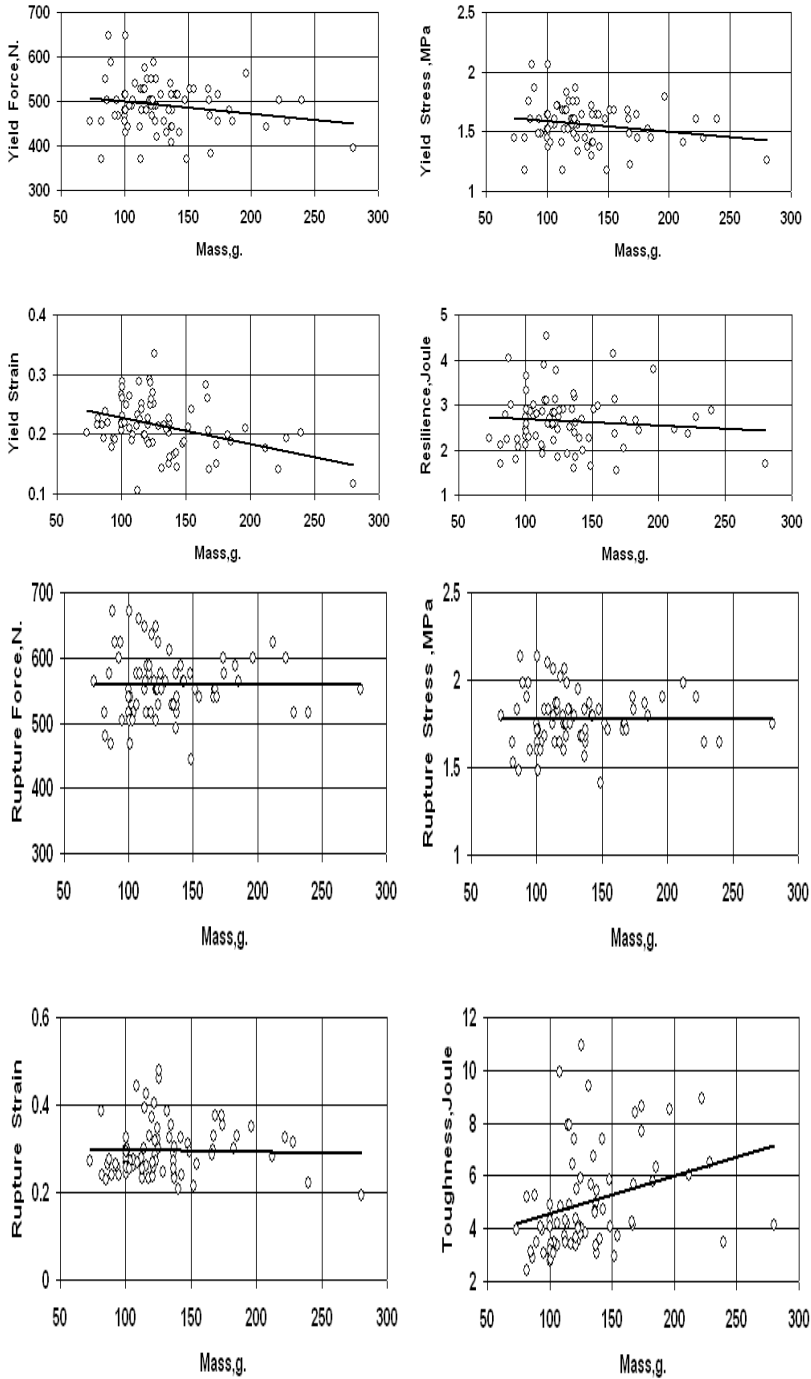 Yield Force,N.
700
600
500
400
300
50 100 150 200 250 300
Mass,g.
Yield Stress ,MPa
2.5
2
1.5
1
50 100 150 200 250 300
Mass,g.
Yield Strain
0.4
0.3
0.2
0.1
50 100 150 200 250 300
Mass,g.
Resilience,Joule
5
4
3
2
1
50 100 150 200 250 300
Mass,g.
Rupture Force,N.
700
600
500
400
300
50 100 150 200 250 300
Mass,g.
Rupture Stress ,MPa
2.5
2
1.5
1
50 100 150 200 250 300
Mass,g.
Rupture Strain
0.6
0.4
0.2
0
50 100 150 200 250 300
Mass,g.
Toughness,Joule
12
10
8
6
4
2
50 100 150 200 250 300
Mass,g.